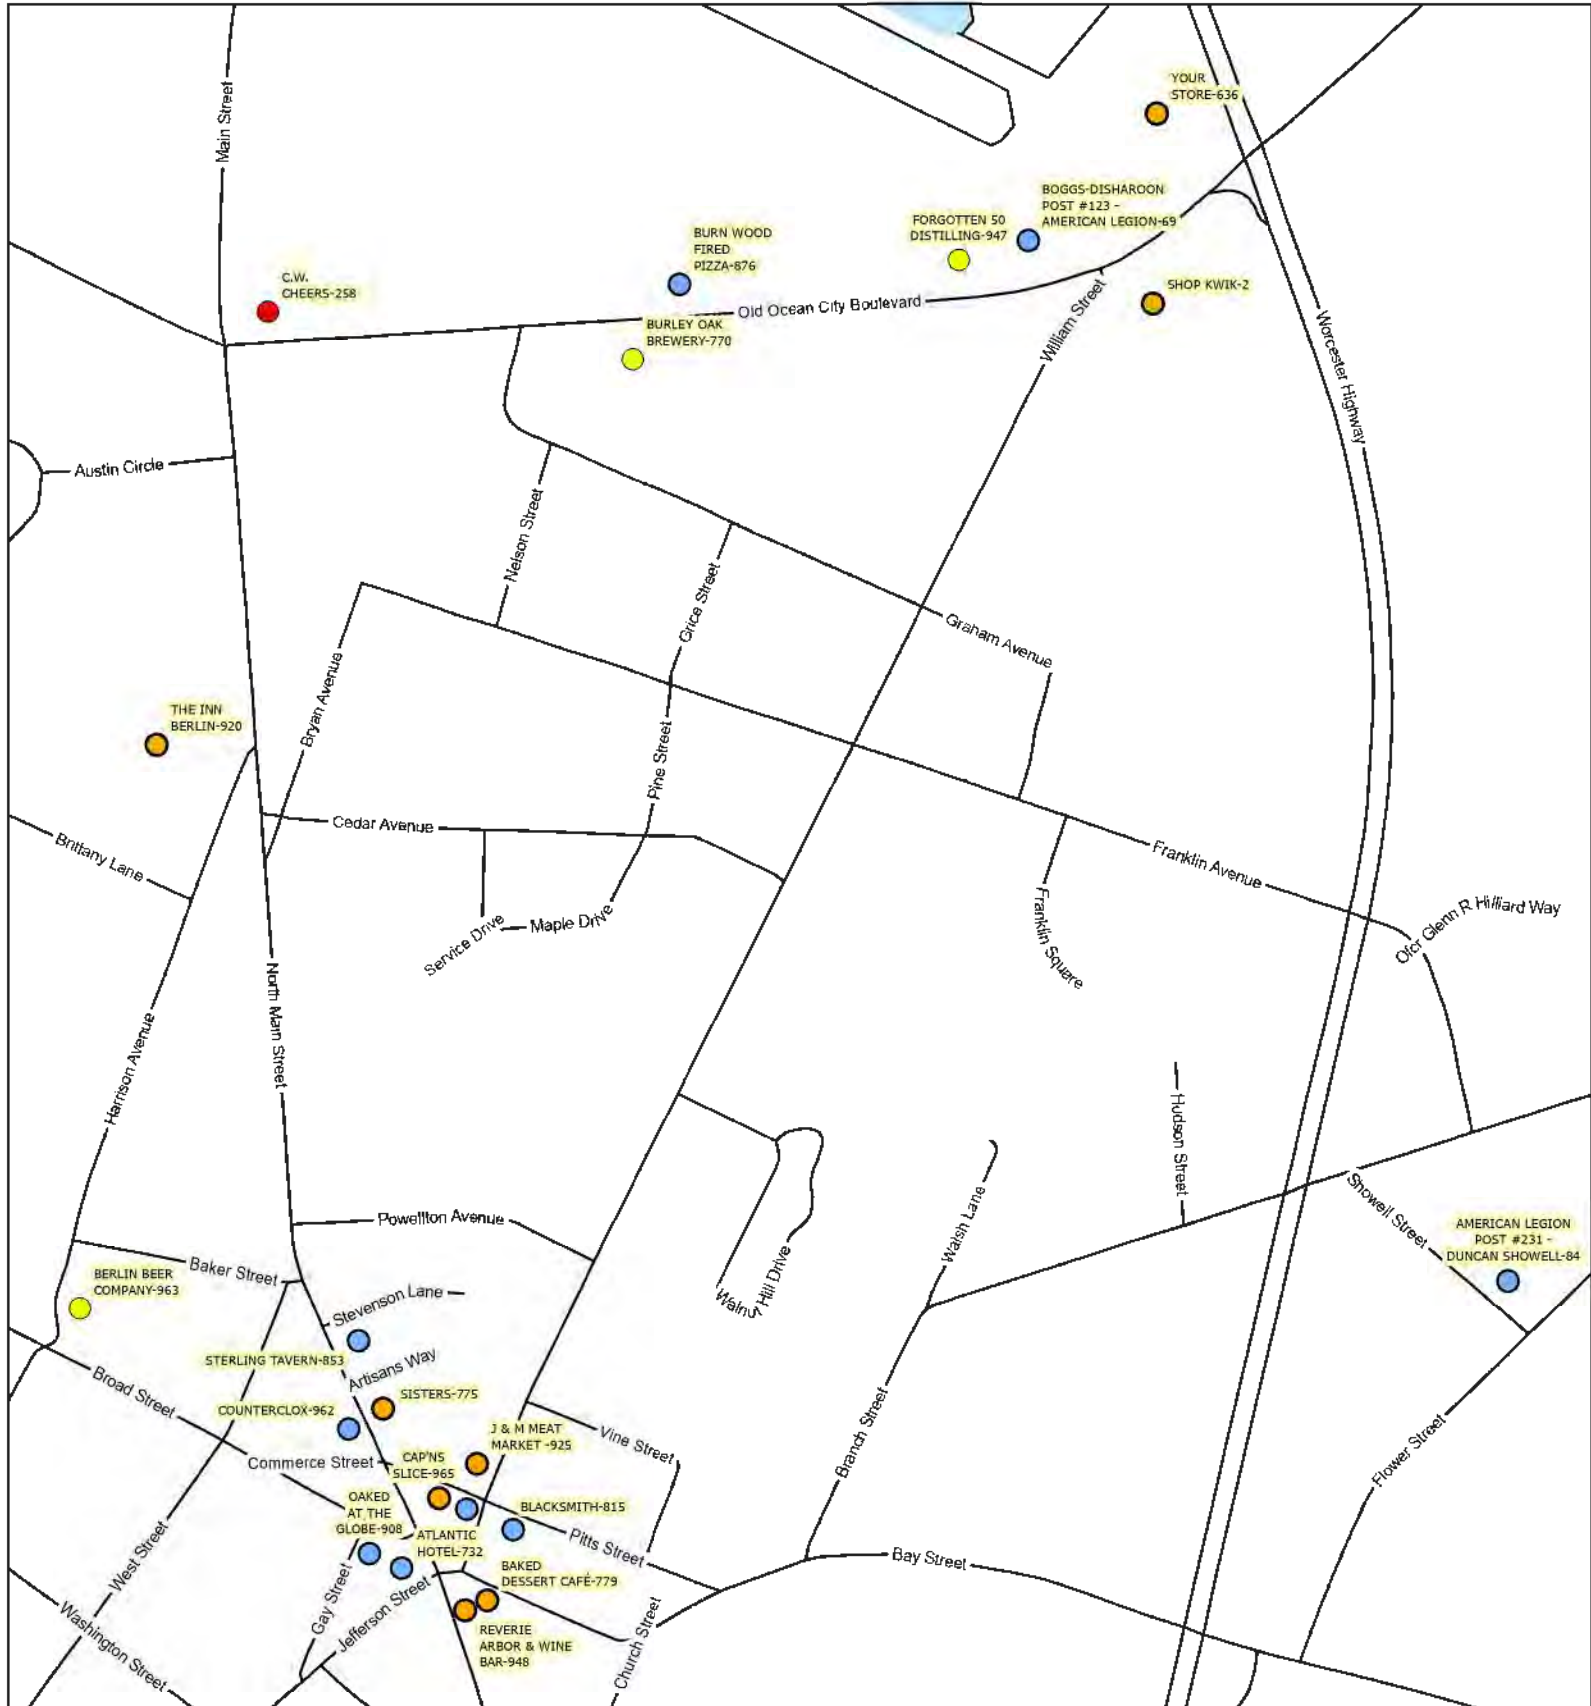 Main Street
YOUR
STORE-636
BOGGS-DISHAROON
POST #123 -
AMERICAN LEGION-69
FORGOTTEN 50
DISTILLING-947
BURN WOOD
FIRED
PIZZA-876
C.W.
CHEERS-258
SHOP KWIK-2
Old Ocean City Boulevard
BURLEY OAK
BREWERY-770
William Street
Worcester Highway
Austin Circle
Nelson Street
Grice Street
Graham Avenue
Bryan Avenue
THE INN
BERLIN-920
Pine Street
Cedar Avenue
Brittany Lane
Franklin Avenue
Maple Drive
Service Drive
Franklin Square
Ofcr Glenn R Hilliard Way
North Main Street
Harrison Avenue
Hudson Street
Powellton Avenue
Walsh Lane
Showell Street
AMERICAN LEGION
POST #231 -
DUNCAN SHOWELL-84
Baker Street
BERLIN BEER
COMPANY-963
Walnut Hill Drive
Stevenson Lane
STERLING TAVERN-853
Artisans Way
Broad Street
SISTERS-775
COUNTERCLOX-962
J & M MEAT
MARKET -925
Vine Street
Branch Street
Flower Street
Commerce Street
CAP'NS
SLICE-965
OAKED
AT THE
GLOBE-908
BLACKSMITH-815
ATLANTIC
HOTEL-732
Pitts Street
Bay Street
West Street
BAKED
DESSERT CAFÉ-779
Gay Street
Jefferson Street
Washington Street
REVERIE
ARBOR & WINE
BAR-948
Church Street